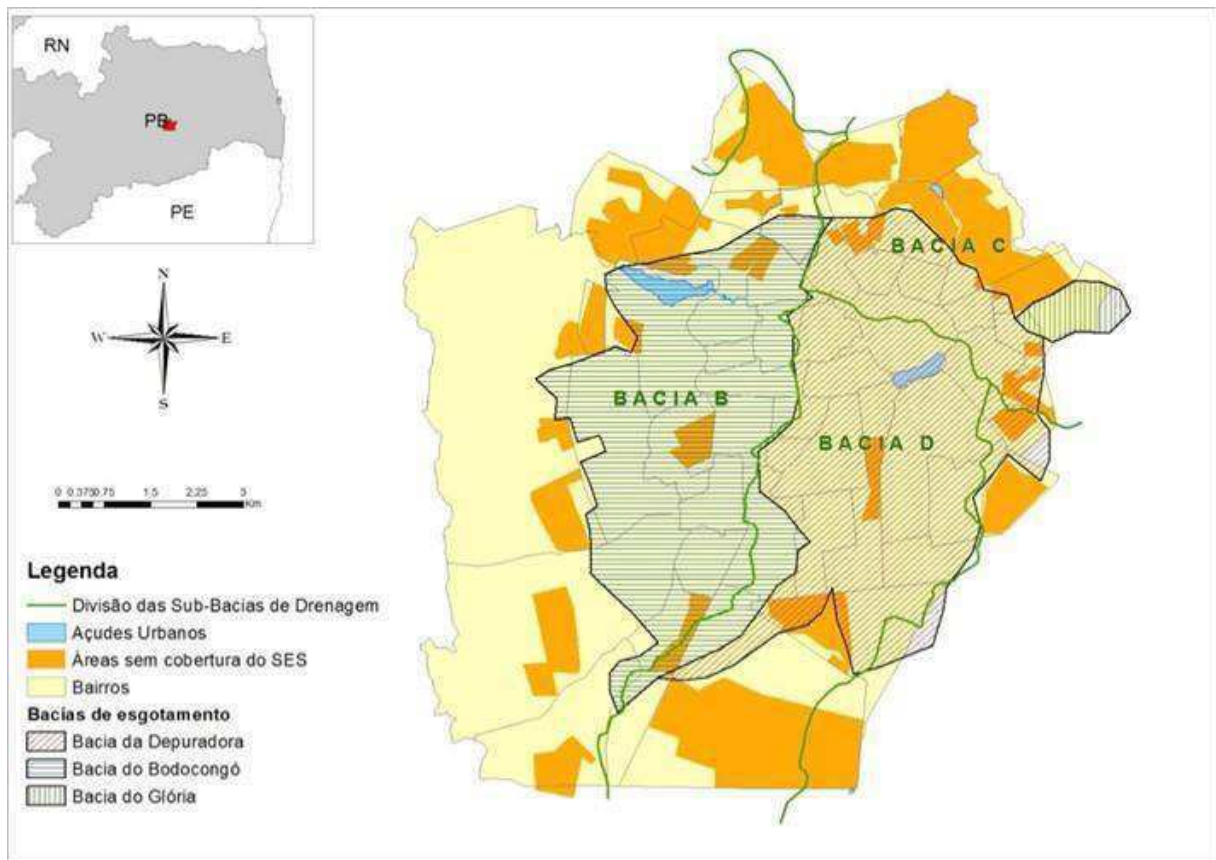 RN
PB
PE
N
W E
S
0 0.375 0.75 1.5 2.25 3
Km
Legenda
Divisão das Sub-Bacias de Drenagem
Açudes Urbanos
Áreas sem cobertura do SES
Bairros
Bacias de esgotamento
Bacia da Depuradora
Bacia do Bodocongó
Bacia do Glória
BACIA C
BACIA B
BACIA D